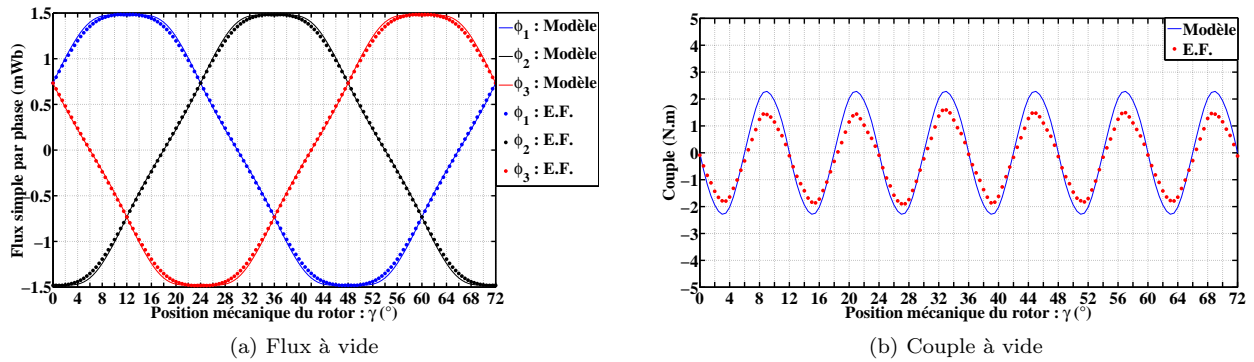 1.5
1
0.5
0
−0.5
−1
−1.5
Flux simple par phase (mWb)
0 4 8 12 16 20 24 28 32 36 40 44 48 52 56 60 64 68 72
Position mécanique du rotor : γ (°)
ϕ1 : Modèle
ϕ2 : Modèle
ϕ3 : Modèle
ϕ1 : E.F.
ϕ2 : E.F.
ϕ3 : E.F.
(a) Flux à vide
5
4
3
2
1
0
−1
−2
−3
−4
−5
Couple (N.m)
0 4 8 12 16 20 24 28 32 36 40 44 48 52 56 60 64 68 72
Position mécanique du rotor : γ (°)
Modèle
E.F.
(b) Couple à vide